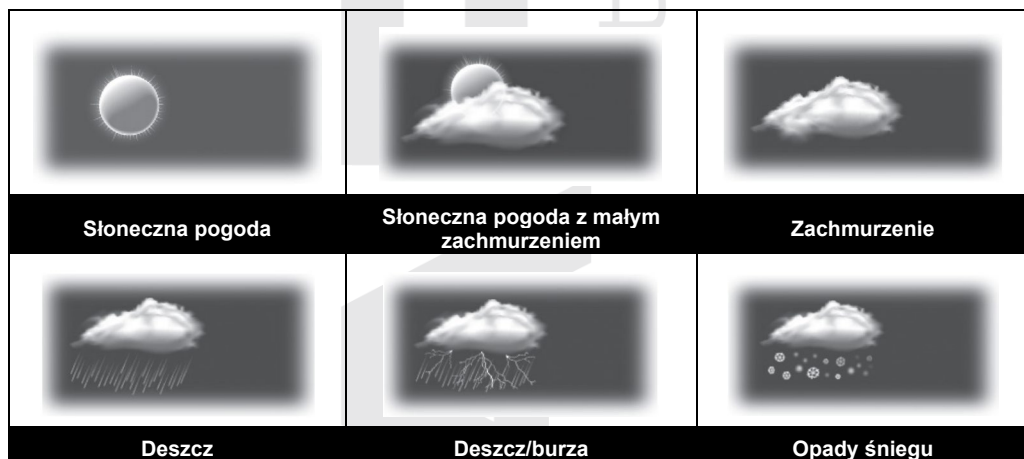 Słoneczna pogoda
Słoneczna pogoda z małym
zachmurzeniem
Zachmurzenie
Deszcz
Deszcz/burza
Opady śniegu